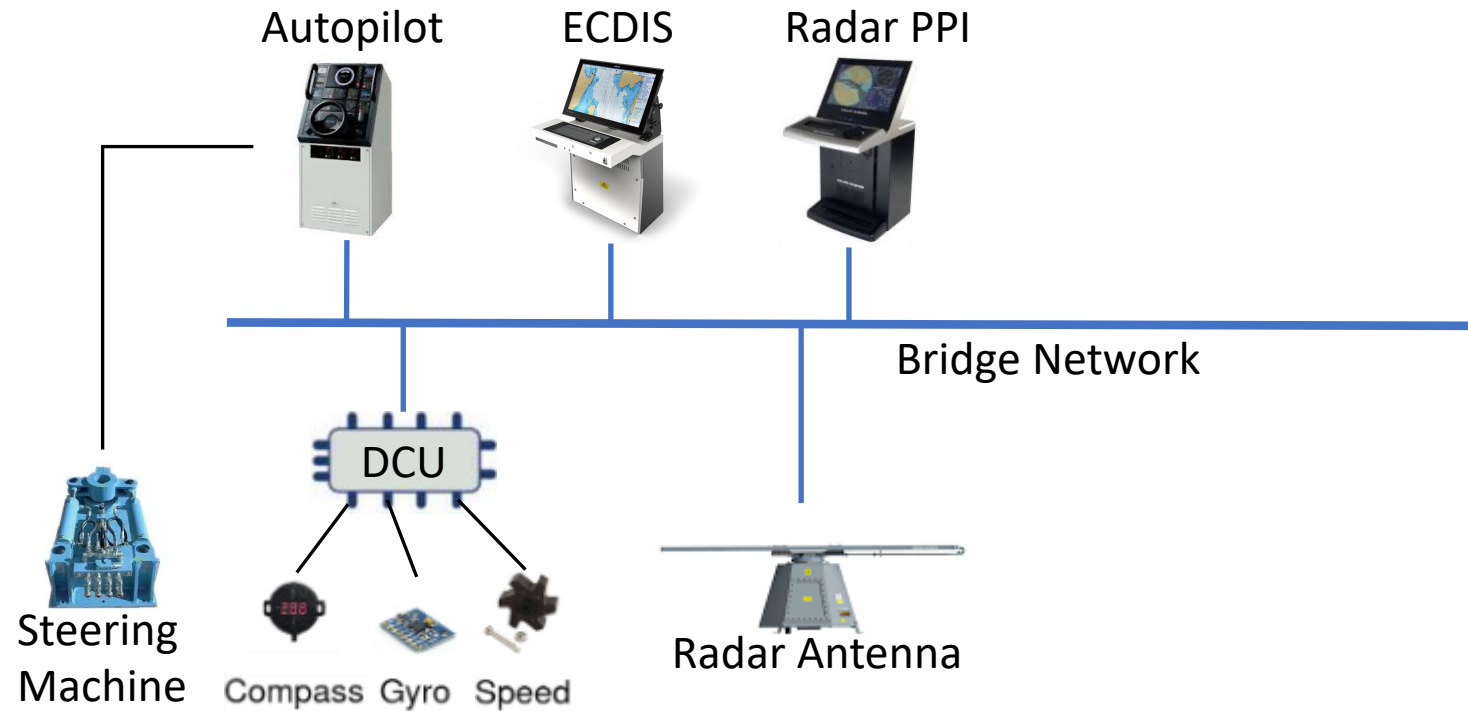 Autopilot
ECDIS
Radar PPI
Bridge Network
DCU
Steering
Machine
Compass
Gyro
Speed
Radar Antenna